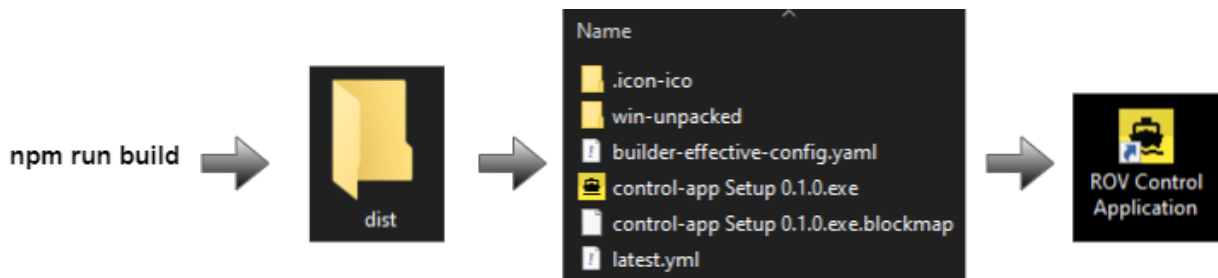 npm run build
dist
Name
.icon-ico
win-unpacked
builder-effective-config.yaml
control-app Setup 0.1.0.exe
control-app Setup 0.1.0.exe.blockmap
latest.yml
ROV Control
Application